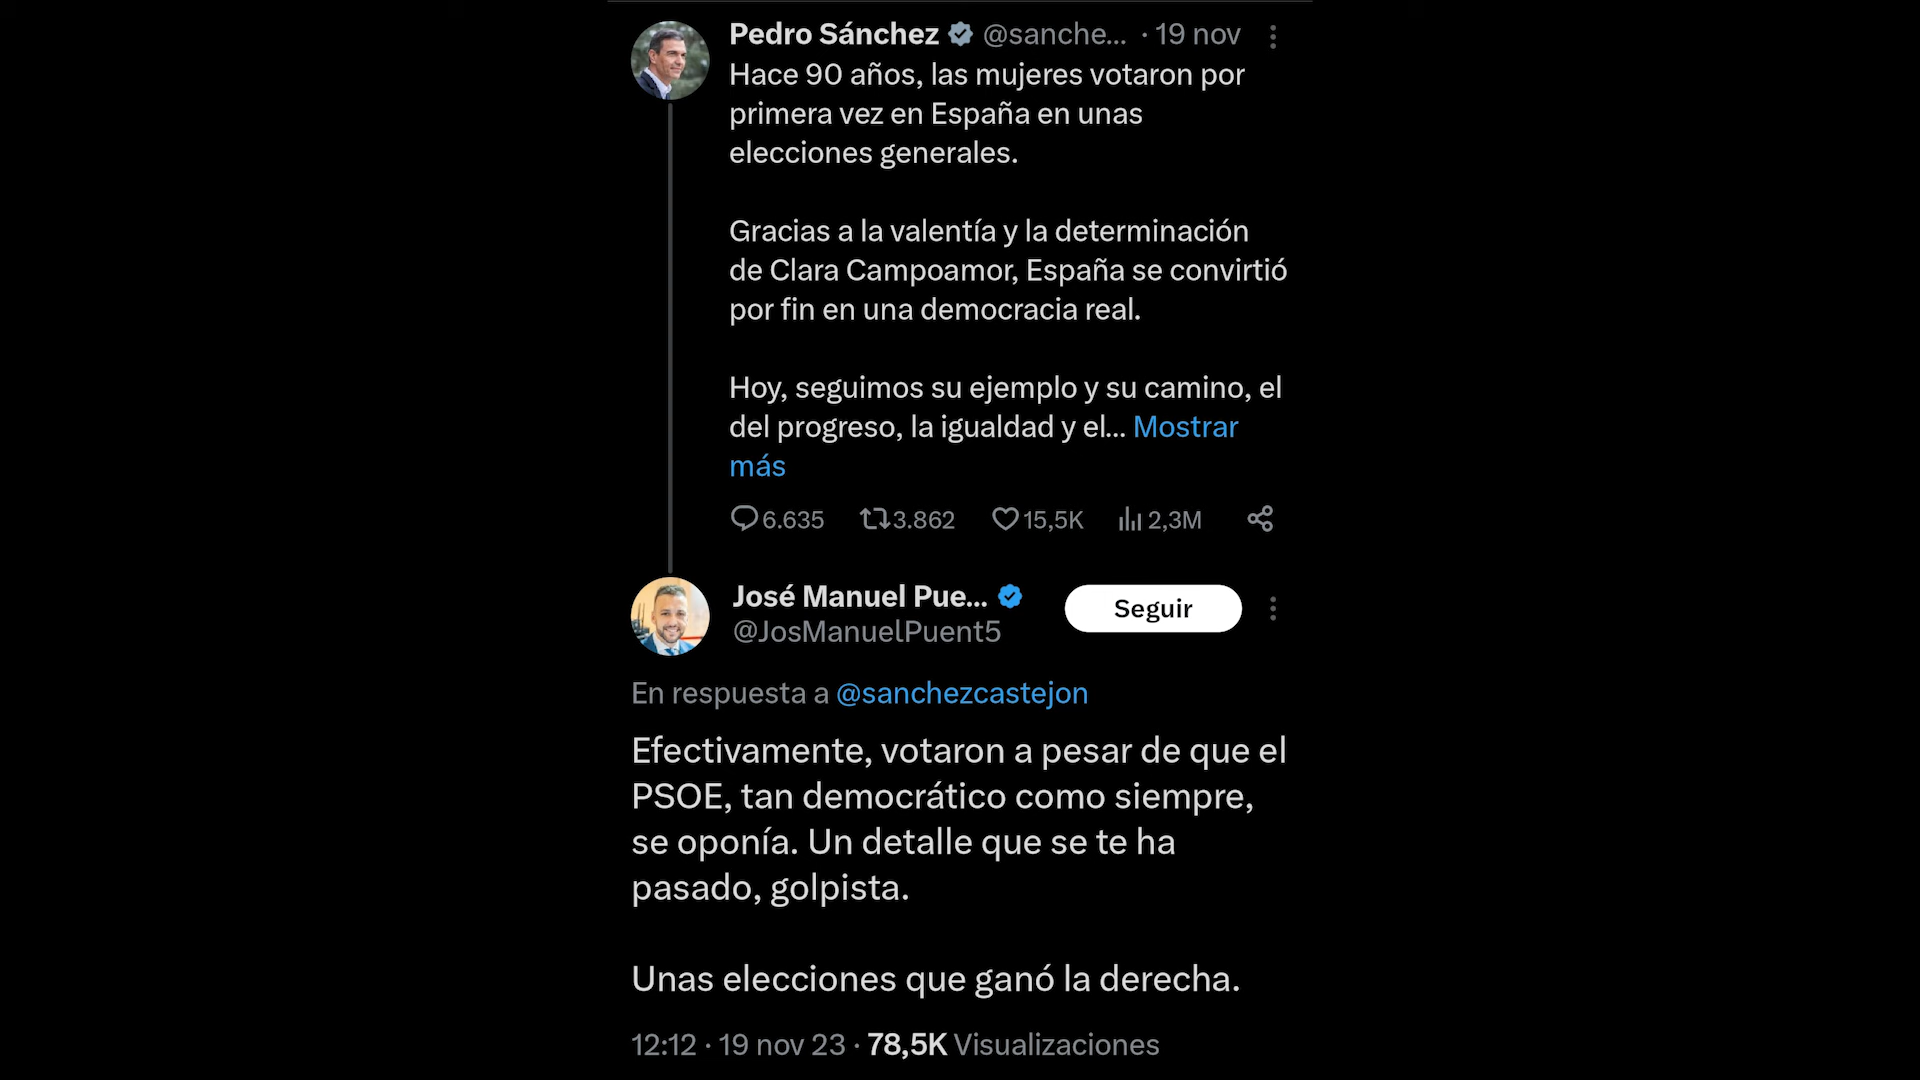 Pedro Sánchez @sanche... · 19 nov
Hace 90 años, las mujeres votaron por
primera vez en España en unas
elecciones generales.
Gracias a la valentía y la determinación
de Clara Campoamor, España se convirtió
por fin en una democracia real.
Hoy, seguimos su ejemplo y su camino, el
del progreso, la igualdad y el... Mostrar
más
6.635 3.862 15,5K 2,3M
José Manuel Pue... Seguir
@JosManuelPuent5
En respuesta a @sanchezcastejon
Efectivamente, votaron a pesar de que el
PSOE, tan democrático como siempre,
se oponía. Un detalle que se te ha
pasado, golpista.
Unas elecciones que ganó la derecha.
12:12 · 19 nov 23 · 78,5K Visualizaciones